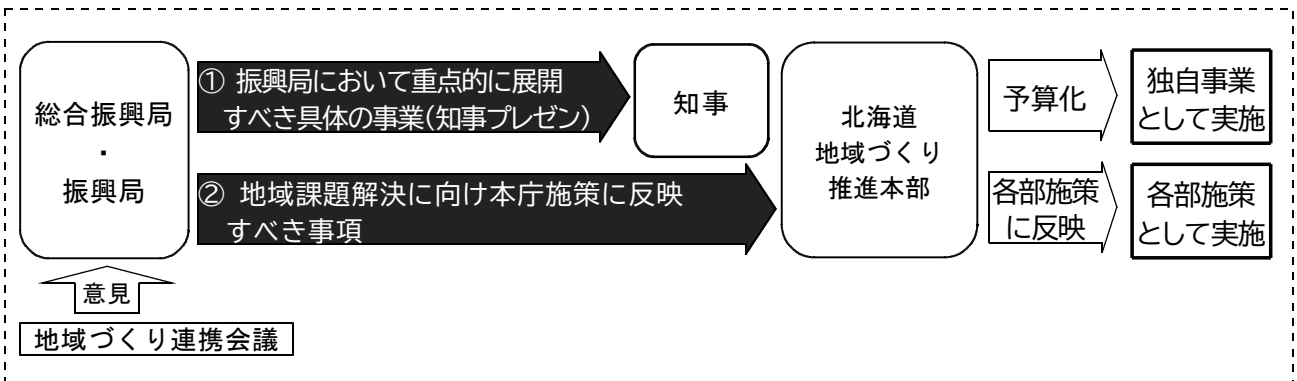 総合振興局
・
振興局
① 振興局において重点的に展開
すべき具体の事業(知事プレゼン)
② 地域課題解決に向け本庁施策に反映
すべき事項
知事
北海道
地域づくり
推進本部
予算化
独自事業
として実施
各部施策
に反映
各部施策
として実施
意見
地域づくり連携会議